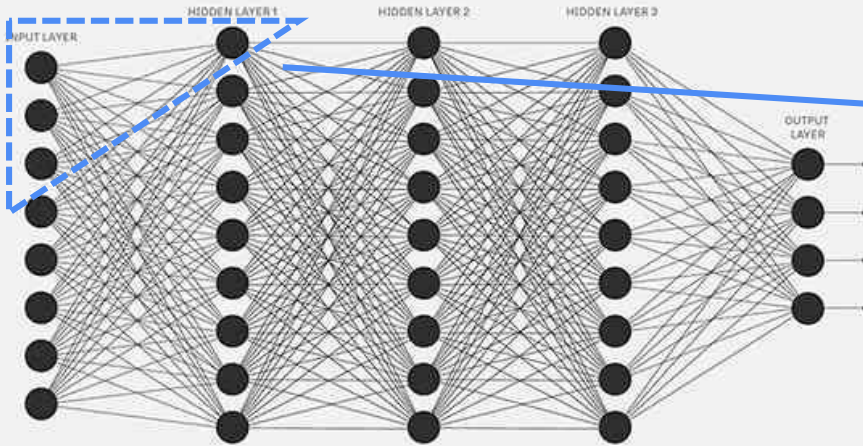 HIDDEN LAYER 1
HIDDEN LAYER 2
HIDDEN LAYER 3
INPUT LAYER
OUTPUT
LAYER